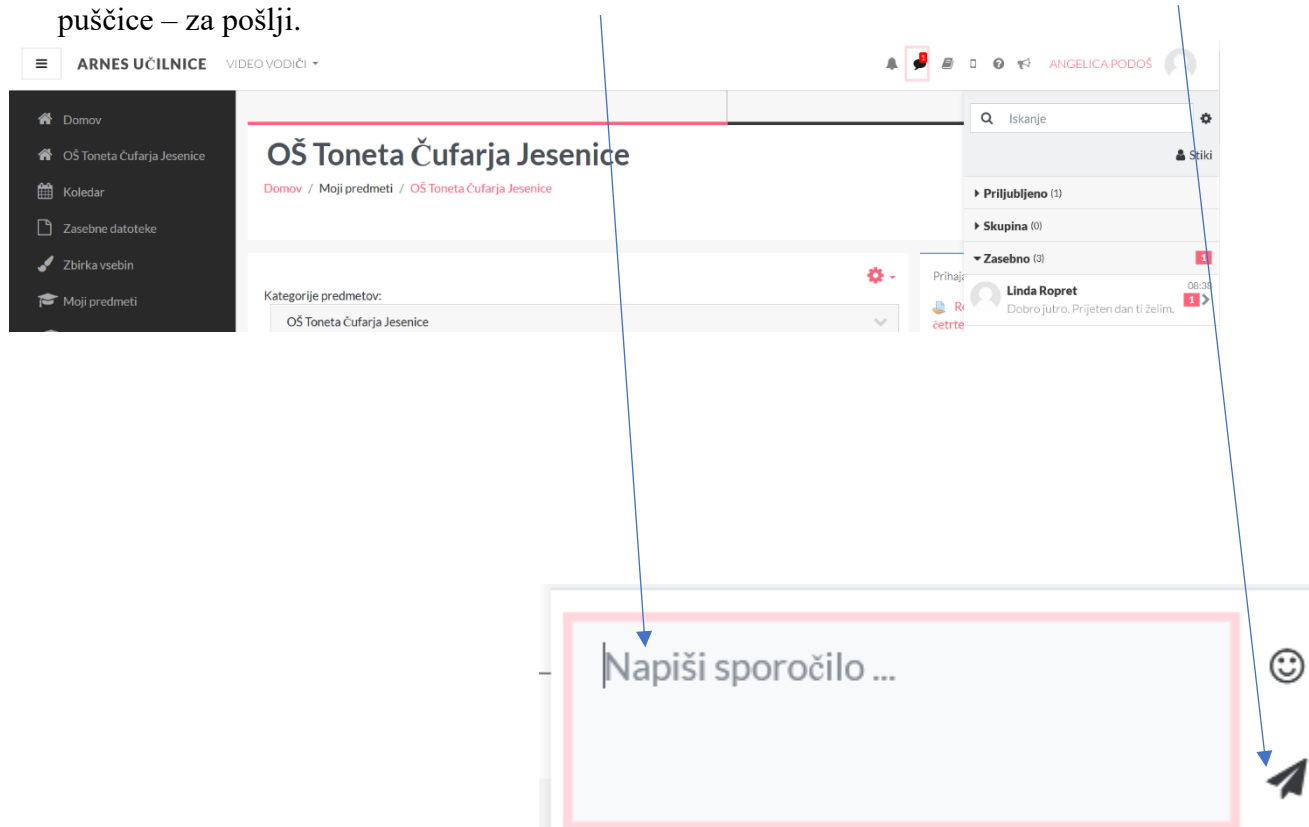 puščice – za pošlji.
ARNES UČILNICE VIDEO VODIČI
1
ANGELICA PODOŠ
Domov
OŠ Toneta Čufarja Jesenice
Koledar
Zasebne datoteke
Zbirka vsebin
Moji predmeti
OŠ Toneta Čufarja Jesenice
Domov / Moji predmeti / OŠ Toneta Čufarja Jesenice
Kategorije predmetov:
OŠ Toneta Čufarja Jesenice
Iskanje
Stiki
Priljubljeno (1)
Skupina (0)
Zasebno (3) 1
Linda Ropret 08:38
Dobro jutro. Prijeten dan ti želim. 1
Napiši sporočilo ...